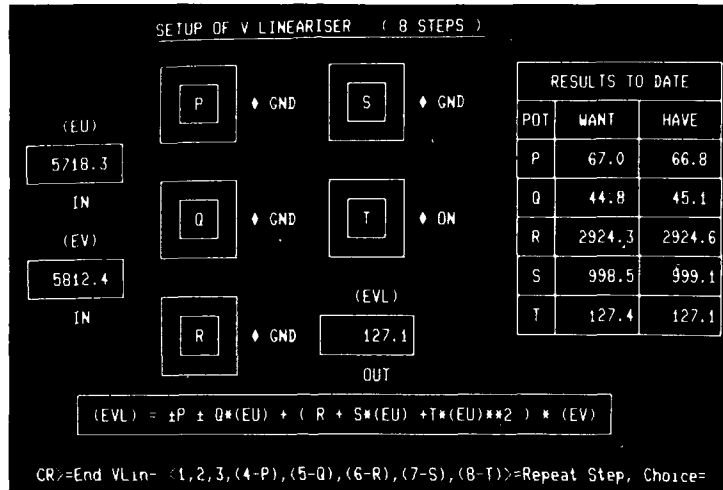 SETUP OF V LINEARISER ( 8 STEPS )
P ♦ GND
S ♦ GND
(EU)
5718.3
IN
Q ♦ GND
T ♦ ON
(EV)
5812.4
IN
R ♦ GND
(EVL)
127.1
OUT
RESULTS TO DATE
POT WANT HAVE
P 67.0 66.8
Q 44.8 45.1
R 2924.3 2924.6
S 998.5 999.1
T 127.4 127.1
(EVL) = ±P ± Q*(EU) + ( R + S*(EU) +T*(EU)**2 ) * (EV)
CR>=End VLin- <1,2,3,(4-P),(5-Q),(6-R),(7-S),(8-T)>=Repeat Step, Choice=